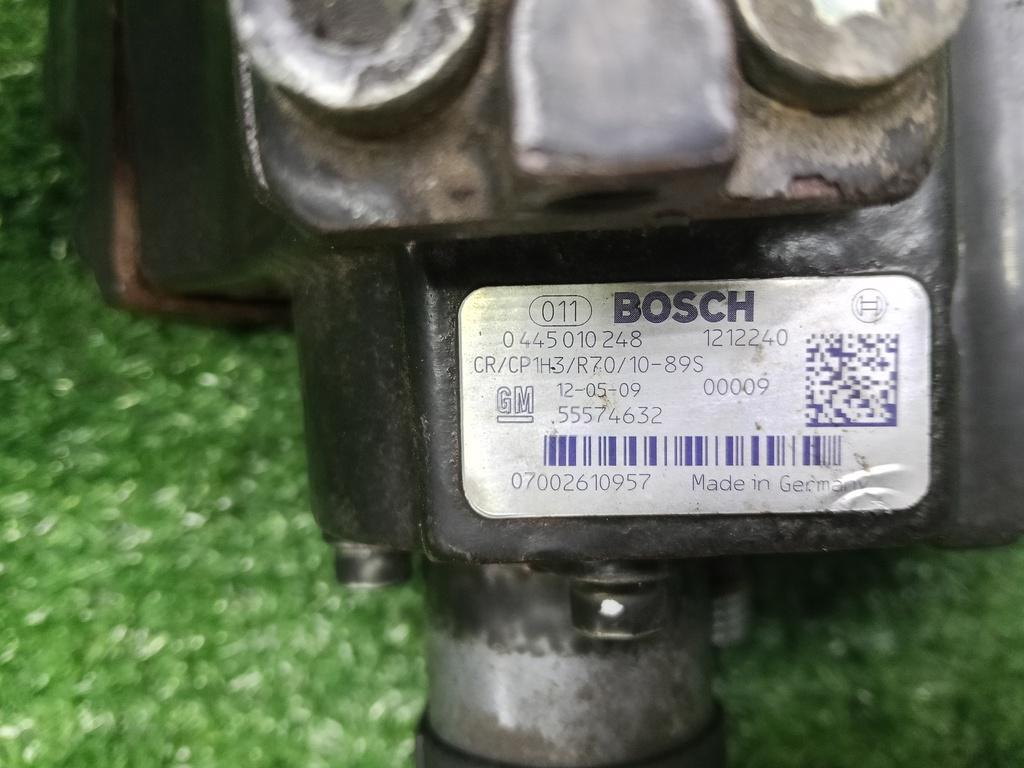 011 BOSCH
0 445 010 248 1212240
CR/CP1H3/R70/10-89S
GM 12-05-09 00009
55574632
07002610957 Made in Germany